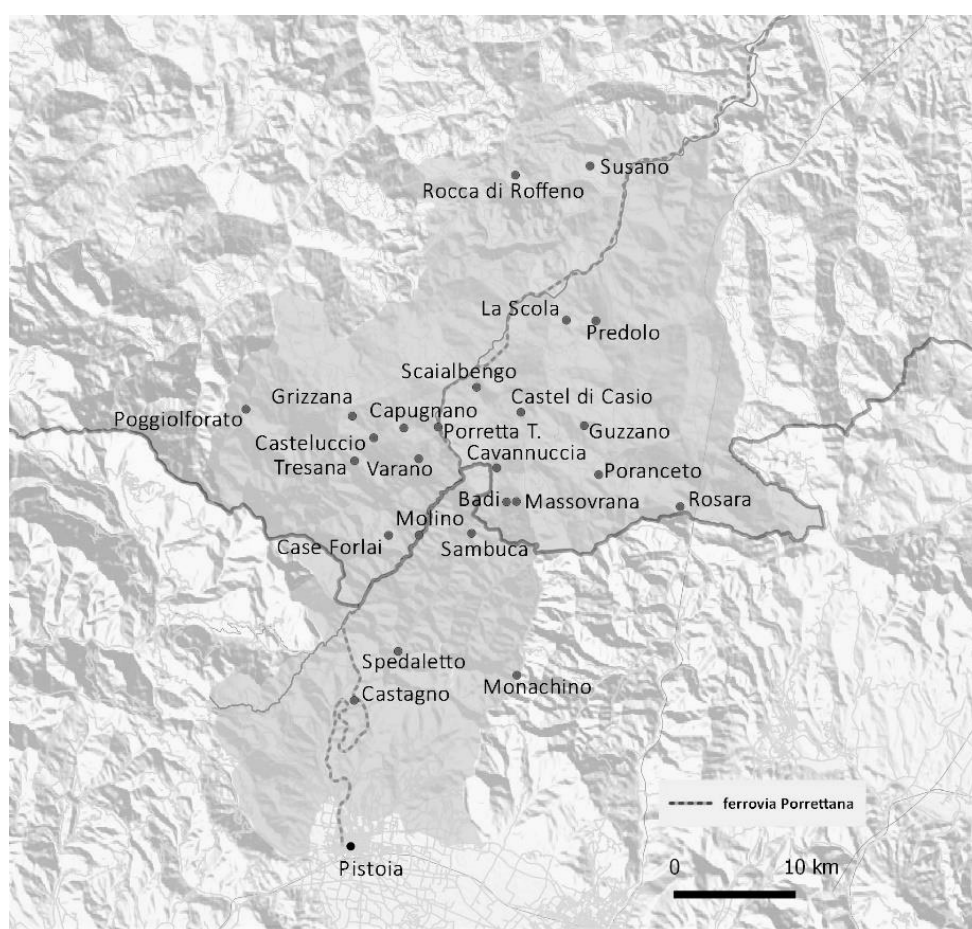 Susano
Rocca di Roffeno
La Scola
Predolo
Scaialbengo
Grizzana
Castel di Casio
Poggiolforato
Capugnano
Casteluccio
Porretta T.
Guzzano
Tresana
Varano
Cavannuccia
Poranceto
Badi
Massovrana
Rosara
Molino
Case Forlai
Sambuca
Spedaletto
Castagno
Monachino
ferrovia Porrettana
Pistoia
0 10 km